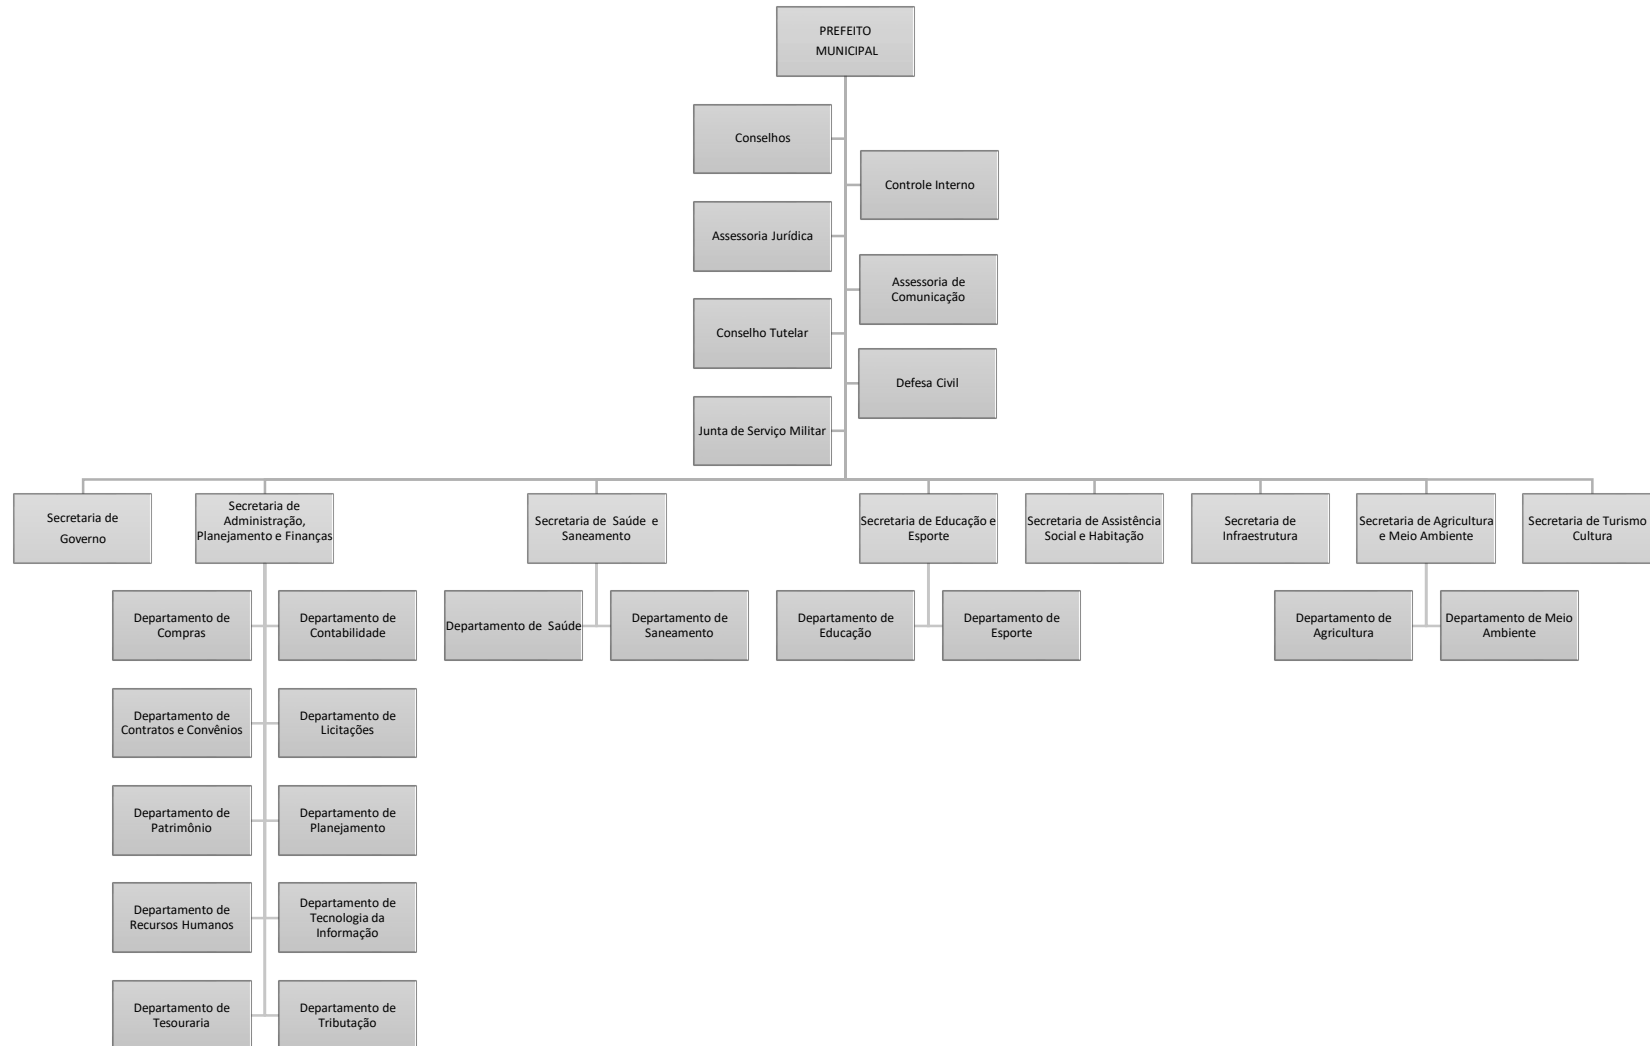 PREFEITO
MUNICIPAL
Conselhos
Controle Interno
Assessoria Jurídica
Assessoria de
Comunicação
Conselho Tutelar
Defesa Civil
Junta de Serviço Militar
Secretaria de
Governo
Secretaria de
Administração,
Planejamento e Finanças
Secretaria de Saúde e
Saneamento
Secretaria de Educação e
Esporte
Secretaria de Assistência
Social e Habitação
Secretaria de
Infraestrutura
Secretaria de Agricultura
e Meio Ambiente
Secretaria de Turismo
Cultura
Departamento de
Compras
Departamento de
Contabilidade
Departamento de Saúde
Departamento de
Saneamento
Departamento de
Educação
Departamento de
Esporte
Departamento de
Agricultura
Departamento de Meio
Ambiente
Departamento de
Contratos e Convênios
Departamento de
Licitações
Departamento de
Patrimônio
Departamento de
Planejamento
Departamento de
Recursos Humanos
Departamento de
Tecnologia da
Informação
Departamento de
Tesouraria
Departamento de
Tributação